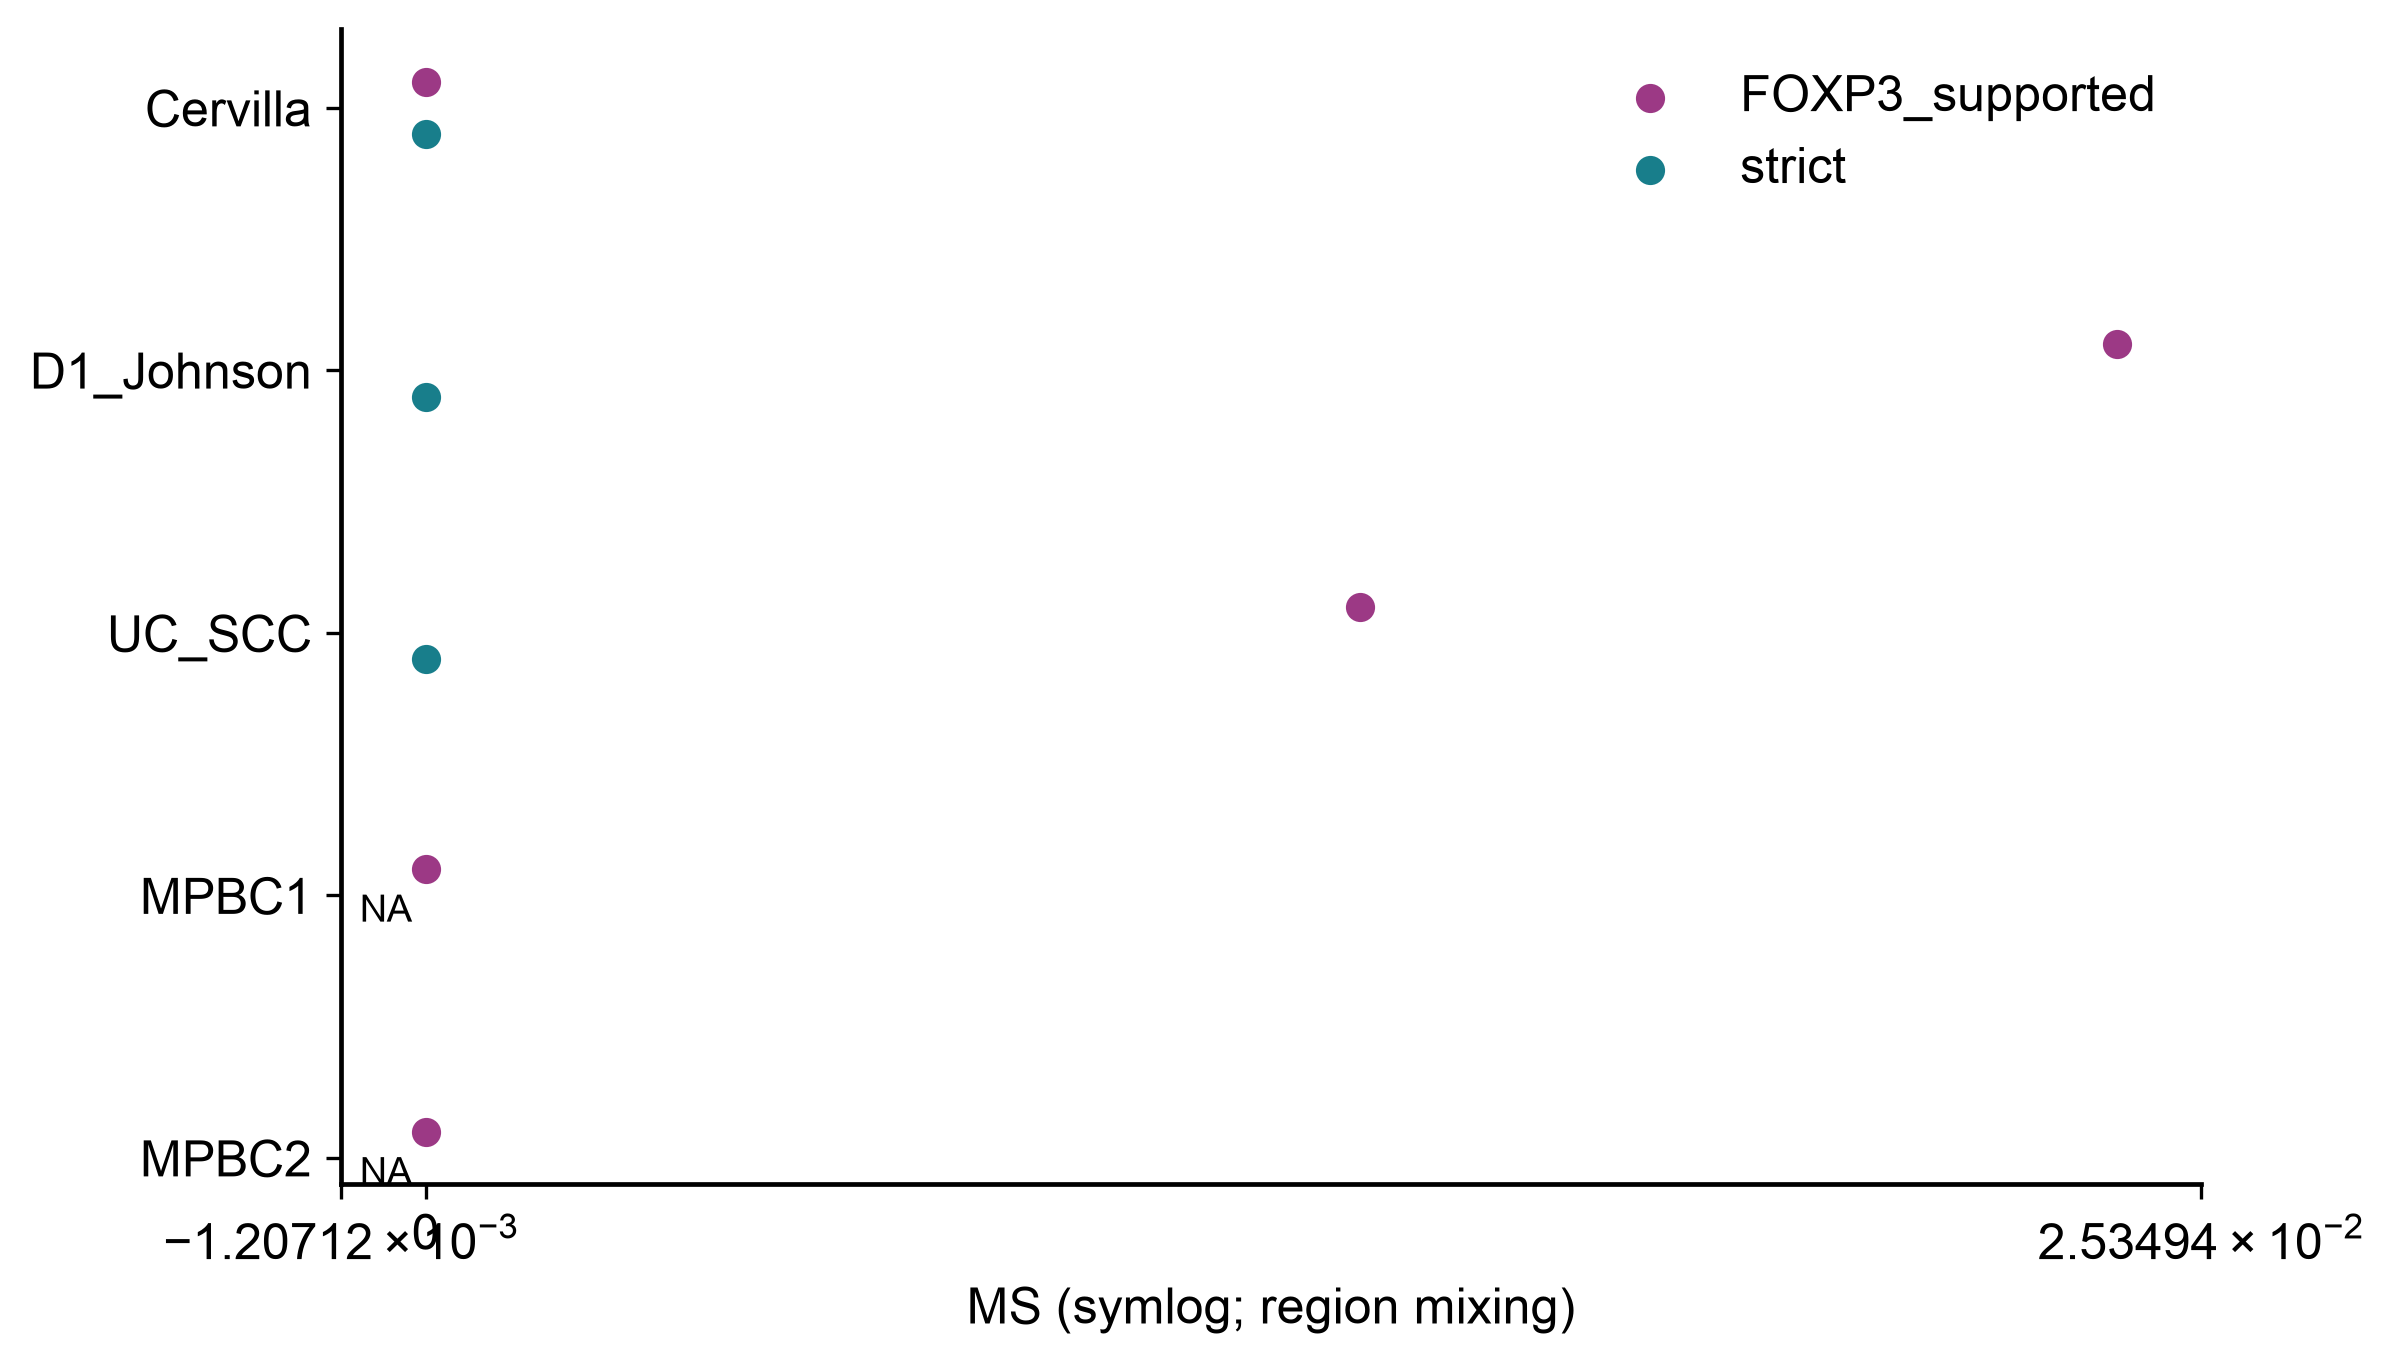 FOXP3_supported
strict
Cervilla
D1_Johnson
UC_SCC
MPBC1
NA
MPBC2
NA
−1.20712 × 10⁻³
0
2.53494 × 10⁻²
MS (symlog; region mixing)